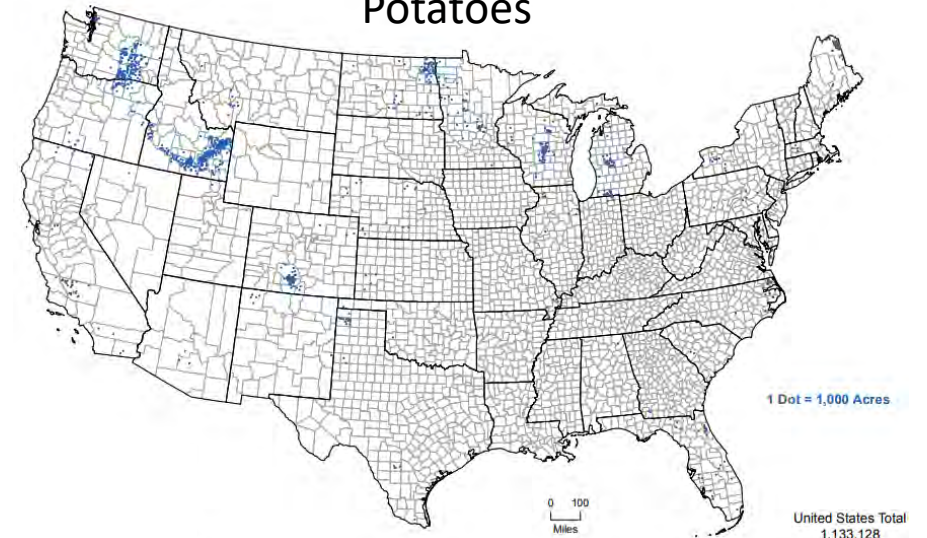 Potatoes
1 Dot = 1,000 Acres
0 100
Miles
United States Total
1,133,128